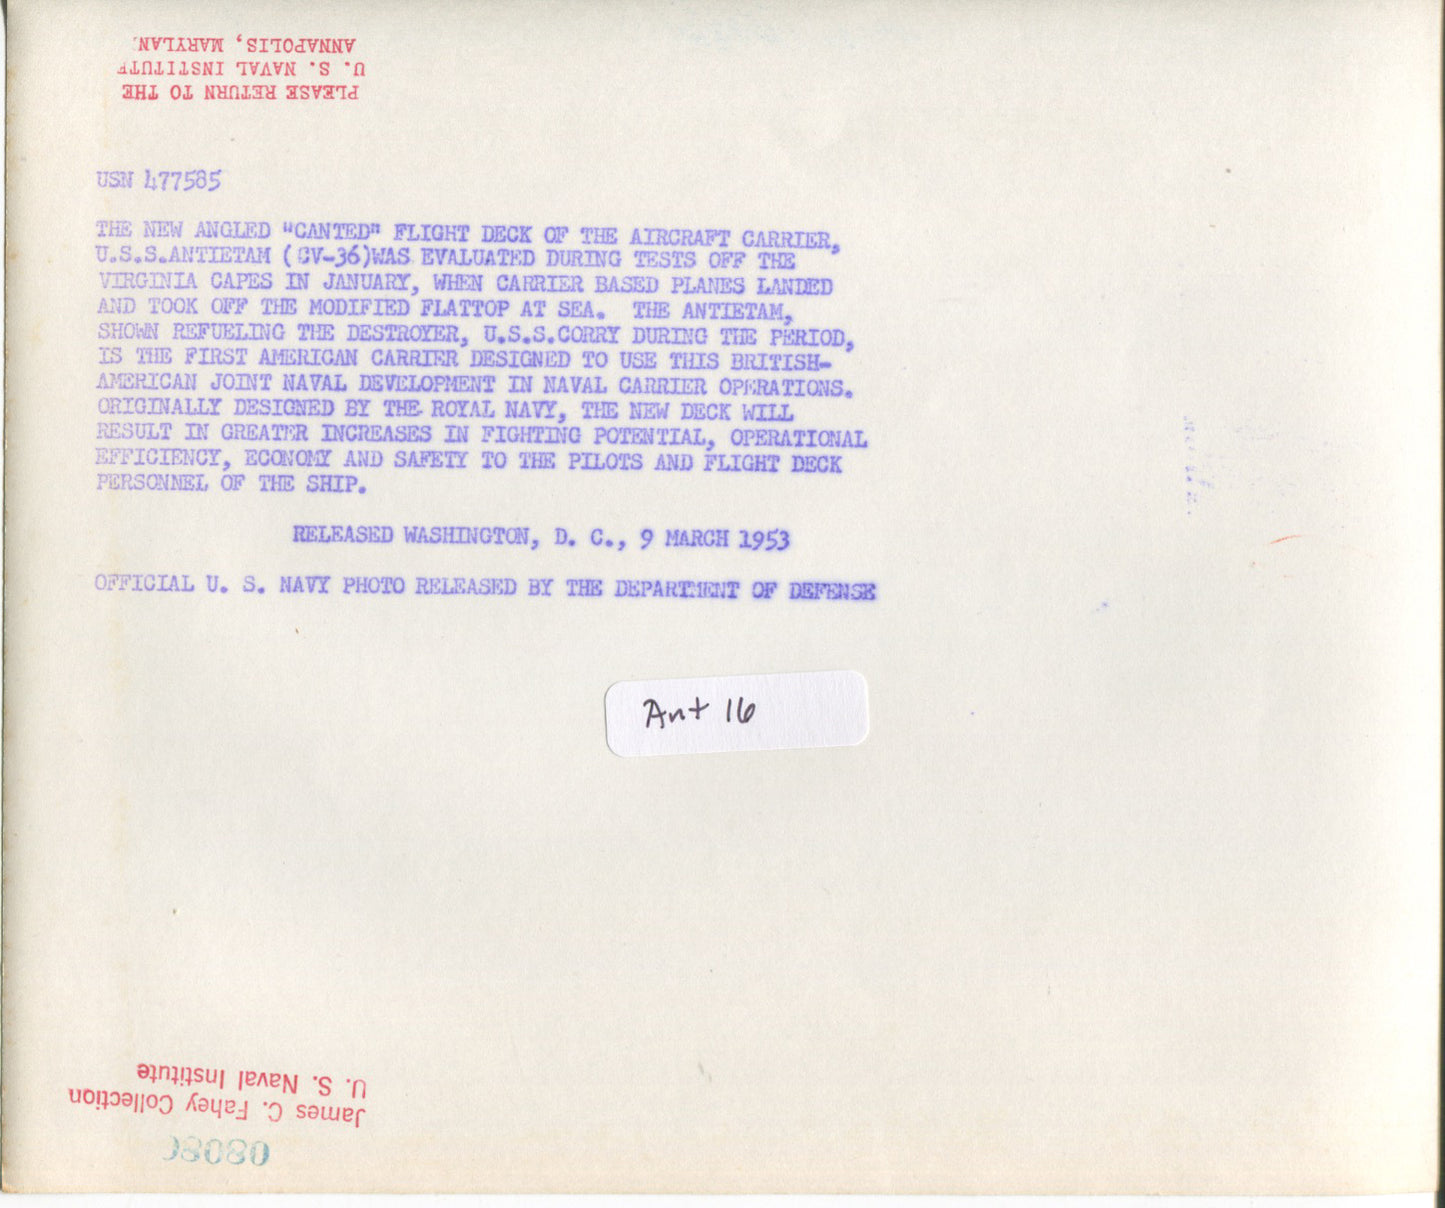 PLEASE RETURN TO THE
U. S. NAVAL INSTITUTE
ANNAPOLIS, MARYLAN
USN 477585
THE NEW ANGLED "CANTED" FLIGHT DECK OF THE AIRCRAFT CARRIER,
U.S.S.ANTIETAM (CV-36)WAS EVALUATED DURING TESTS OFF THE
VIRGINIA CAPES IN JANUARY, WHEN CARRIER BASED PLANES LANDED
AND TOOK OFF THE MODIFIED FLATTOP AT SEA. THE ANTIETAM,
SHOWN REFUELING THE DESTROYER, U.S.S.CORRY DURING THE PERIOD,
IS THE FIRST AMERICAN CARRIER DESIGNED TO USE THIS BRITISH-
AMERICAN JOINT NAVAL DEVELOPMENT IN NAVAL CARRIER OPERATIONS.
ORIGINALLY DESIGNED BY THE ROYAL NAVY, THE NEW DECK WILL
RESULT IN GREATER INCREASES IN FIGHTING POTENTIAL, OPERATIONAL
EFFICIENCY, ECONOMY AND SAFETY TO THE PILOTS AND FLIGHT DECK
PERSONNEL OF THE SHIP.
RELEASED WASHINGTON, D. C., 9 MARCH 1953
OFFICIAL U. S. NAVY PHOTO RELEASED BY THE DEPARTMENT OF DEFENSE
Ant 16
James C. Fahey Collection
U. S. Naval Institute